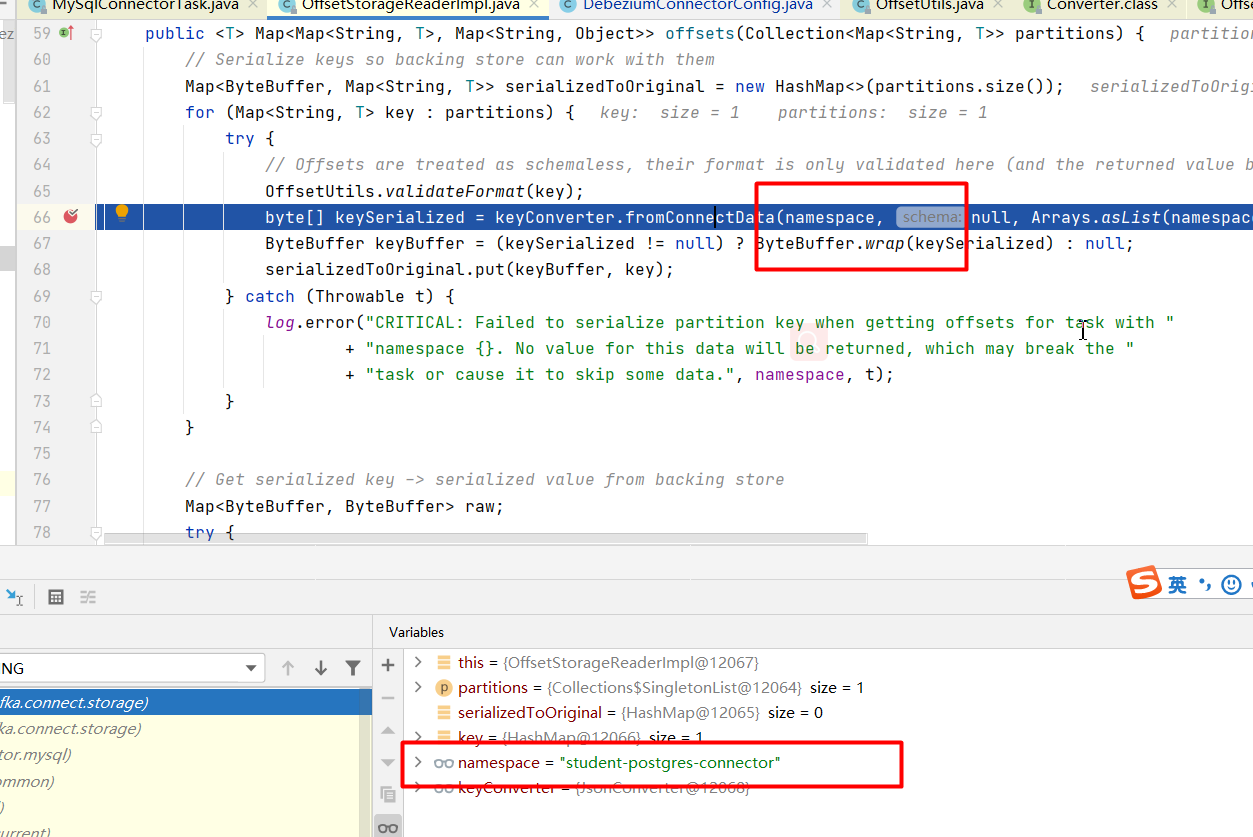 MySqlConnectorTask.java OffsetStorageReaderImpl.java DebeziumConnectorConfig.java OffsetUtils.java Converter.class Offse
59 public <T> Map<Map<String, T>, Map<String, Object>> offsets(Collection<Map<String, T>> partitions) { partition
60 // Serialize keys so backing store can work with them
61 Map<ByteBuffer, Map<String, T>> serializedToOriginal = new HashMap<>(partitions.size()); serializedToOrigi
62 for (Map<String, T> key : partitions) { key: size = 1 partitions: size = 1
63 try {
64 // Offsets are treated as schemaless, their format is only validated here (and the returned value b
65 OffsetUtils.validateFormat(key);
66 byte[] keySerialized = keyConverter.fromConnectData(namespace, schema: null, Arrays.asList(namespace
67 ByteBuffer keyBuffer = (keySerialized != null) ? ByteBuffer.wrap(keySerialized) : null;
68 serializedToOriginal.put(keyBuffer, key);
69 } catch (Throwable t) {
70 log.error("CRITICAL: Failed to serialize partition key when getting offsets for task with "
71 + "namespace {}. No value for this data will be returned, which may break the "
72 + "task or cause it to skip some data.", namespace, t);
73 }
74 }
75
76 // Get serialized key -> serialized value from backing store
77 Map<ByteBuffer, ByteBuffer> raw;
78 try {
英
Variables
NG
this = {OffsetStorageReaderImpl@12067}
partitions = {Collections$SingletonList@12064} size = 1
serializedToOriginal = {HashMap@12065} size = 0
key = {HashMap@12066} size = 1
namespace = "student-postgres-connector"
keyConverter = {JsonConverter@12068}
fka.connect.storage)
ka.connect.storage)
tor.mysql)
ommon)
)
urrent)